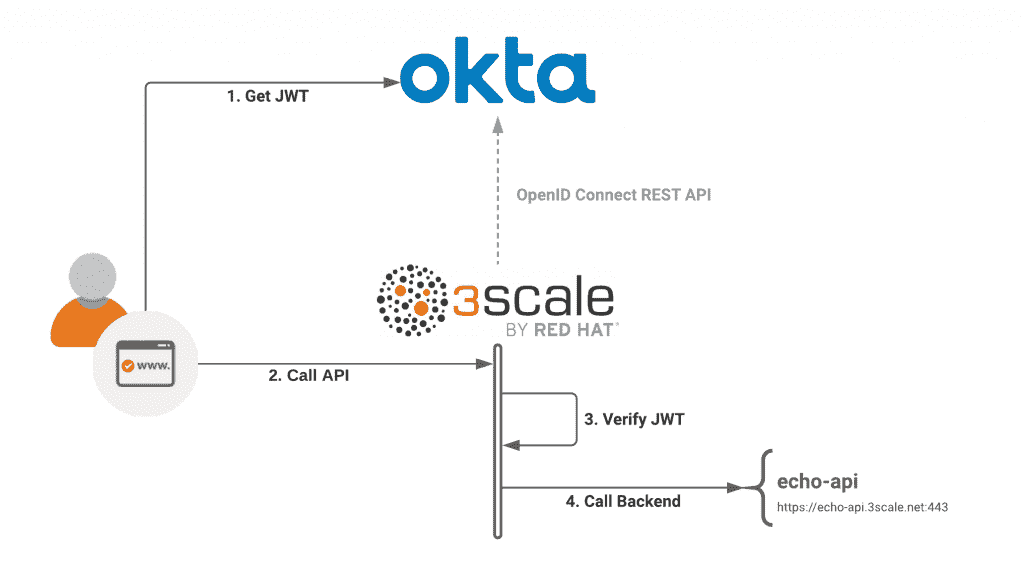 okta
1. Get JWT
OpenID Connect REST API
3scale
BY RED HAT®
www.
2. Call API
3. Verify JWT
echo-api
4. Call Backend
https://echo-api.3scale.net:443